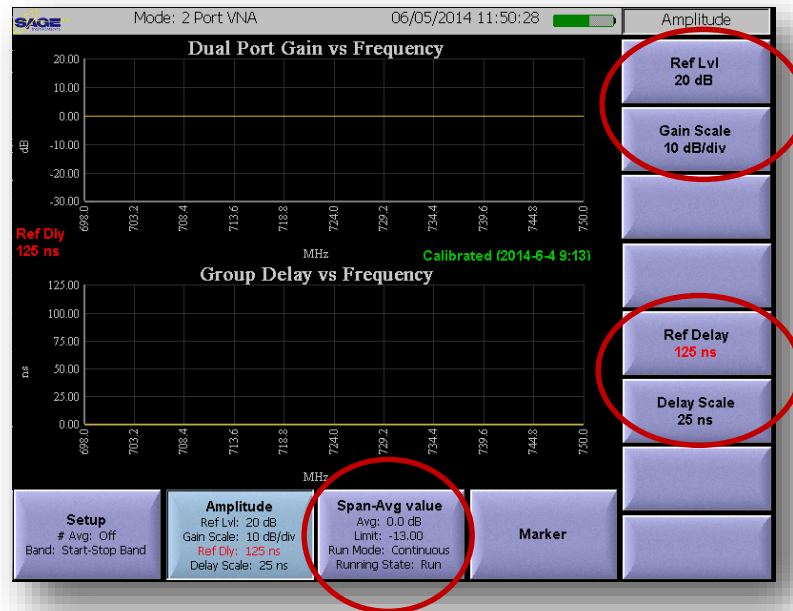 SAGE
INSTRUMENTS
Mode: 2 Port VNA
06/05/2014 11:50:28
Amplitude
Dual Port Gain vs Frequency
20.00
10.00
0.00
-10.00
-20.00
-30.00
dB
698.0
703.2
708.4
713.6
718.8
724.0
729.2
734.4
739.6
744.8
750.0
MHz
Ref Dly
125 ns
Calibrated (2014-6-4 9:13)
Group Delay vs Frequency
125.00
100.00
75.00
50.00
25.00
0.00
ns
698.0
703.2
708.4
713.6
718.8
724.0
729.2
734.4
739.6
744.8
750.0
MHz
Ref Lvl
20 dB
Gain Scale
10 dB/div
Ref Delay
125 ns
Delay Scale
25 ns
Setup
# Avg: Off
Band: Start-Stop Band
Amplitude
Ref Lvl: 20 dB
Gain Scale: 10 dB/div
Ref Dly: 125 ns
Delay Scale: 25 ns
Span-Avg value
Avg: 0.0 dB
Limit: -13.00
Run Mode: Continuous
Running State: Run
Marker